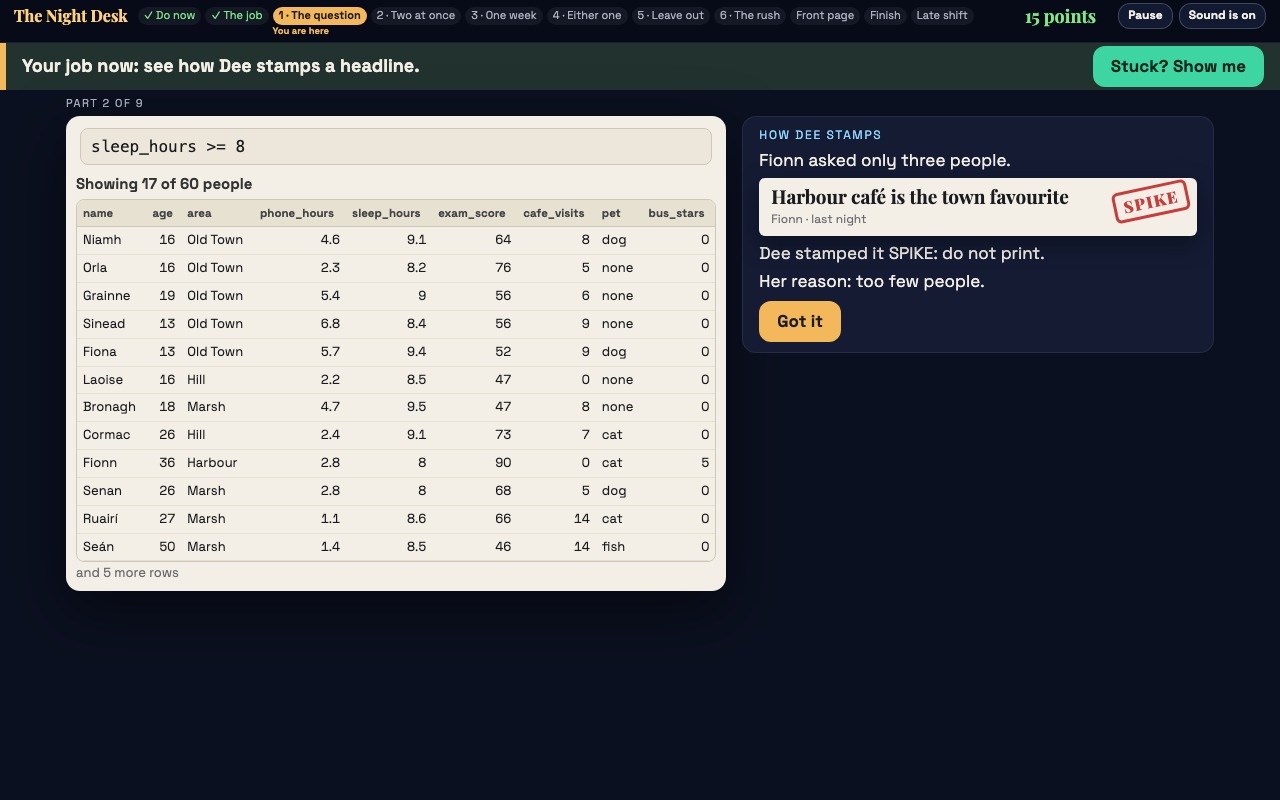 The Night Desk ✓ Do now ✓ The job 1 · The question 2 · Two at once 3 · One week 4 · Either one 5 · Leave out 6 · The rush Front page Finish Late shift 15 points Pause Sound is on
You are here
Your job now: see how Dee stamps a headline. Stuck? Show me
PART 2 OF 9
sleep_hours >= 8
Showing 17 of 60 people
name age area phone_hours sleep_hours exam_score cafe_visits pet bus_stars
Niamh 16 Old Town 4.6 9.1 64 8 dog 0
Orla 16 Old Town 2.3 8.2 76 5 none 0
Grainne 19 Old Town 5.4 9 56 6 none 0
Sinead 13 Old Town 6.8 8.4 56 9 none 0
Fiona 13 Old Town 5.7 9.4 52 9 dog 0
Laoise 16 Hill 2.2 8.5 47 0 none 0
Bronagh 18 Marsh 4.7 9.5 47 8 none 0
Cormac 26 Hill 2.4 9.1 73 7 cat 0
Fionn 36 Harbour 2.8 8 90 0 cat 5
Senan 26 Marsh 2.8 8 68 5 dog 0
Ruairí 27 Marsh 1.1 8.6 66 14 cat 0
Seán 50 Marsh 1.4 8.5 46 14 fish 0
and 5 more rows
HOW DEE STAMPS
Fionn asked only three people.
Harbour café is the town favourite
Fionn · last night
SPIKE
Dee stamped it SPIKE: do not print.
Her reason: too few people.
Got it